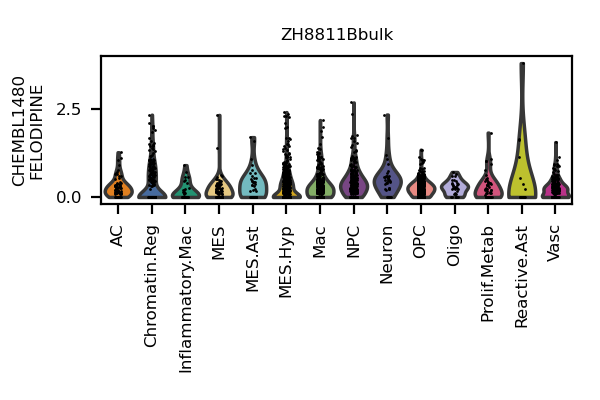 ZH8811Bbulk
CHEMBL1480
FELODIPINE
2.5
0.0
AC
Chromatin.Reg
Inflammatory.Mac
MES
MES.Ast
MES.Hyp
Mac
NPC
Neuron
OPC
Oligo
Prolif.Metab
Reactive.Ast
Vasc